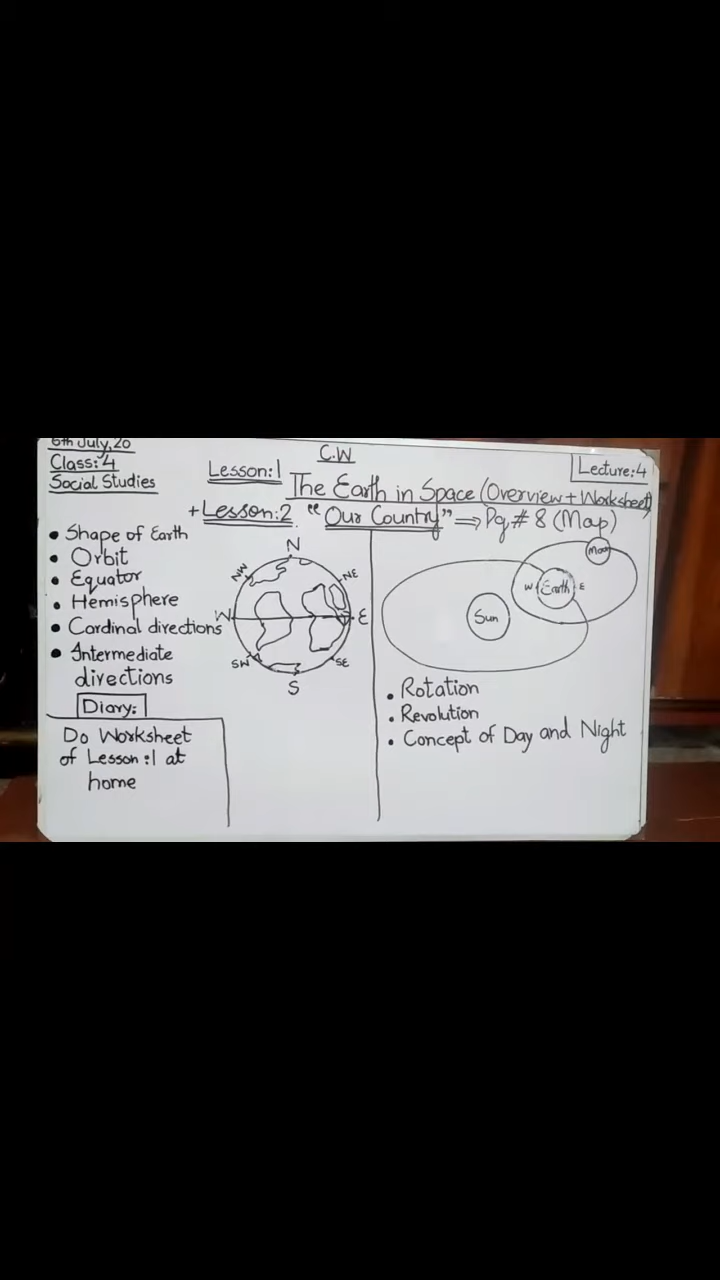 6th July,20
Class:4
Social Studies
C.W
Lecture:4
Lesson:1
The Earth in Space (Overview + Worksheet)
+ Lesson:2 "Our Country" ⇒ Pg # 8 (Map)
• Shape of Earth
• Orbit
• Equator
• Hemisphere
• Cardinal directions
• Intermediate
directions
Diary:
Do Worksheet
of Lesson:1 at
home
N
NW
NE
W
E
SW
SE
S
Moon
W
Earth
E
Sun
• Rotation
• Revolution
• Concept of Day and Night